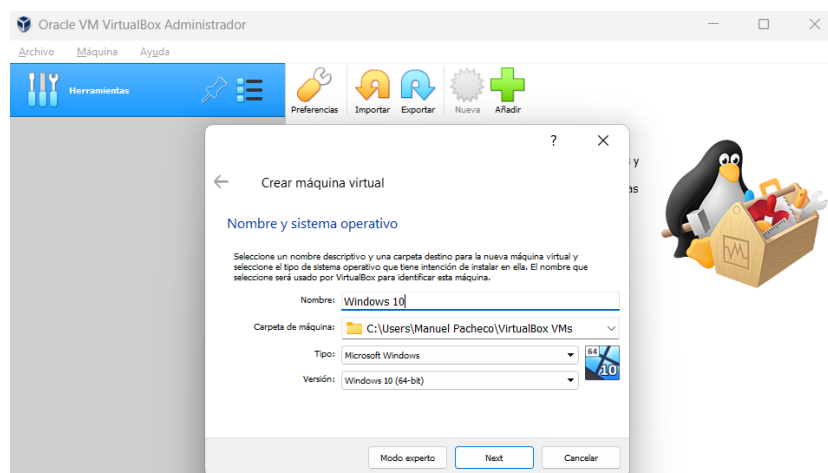 Oracle VM VirtualBox Administrador
Archivo Máquina Ayuda
Herramientas
Preferencias Importar Exportar Nueva Añadir
?
y
as
Crear máquina virtual
Nombre y sistema operativo
Seleccione un nombre descriptivo y una carpeta destino para la nueva máquina virtual y
seleccione el tipo de sistema operativo que tiene intención de instalar en ella. El nombre que
seleccione será usado por VirtualBox para identificar esta máquina.
Nombre: Windows 10
Carpeta de máquina: C:\Users\Manuel Pacheco\VirtualBox VMs
Tipo: Microsoft Windows
64
10
Versión: Windows 10 (64-bit)
Modo experto Next Cancelar